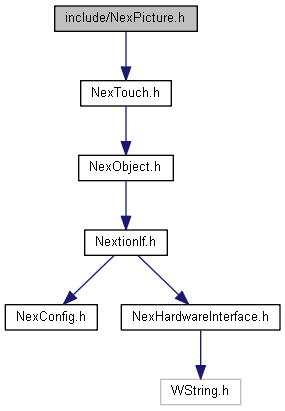 include/NexPicture.h
NexTouch.h
NexObject.h
NextionIf.h
NexConfig.h
NexHardwareInterface.h
WString.h